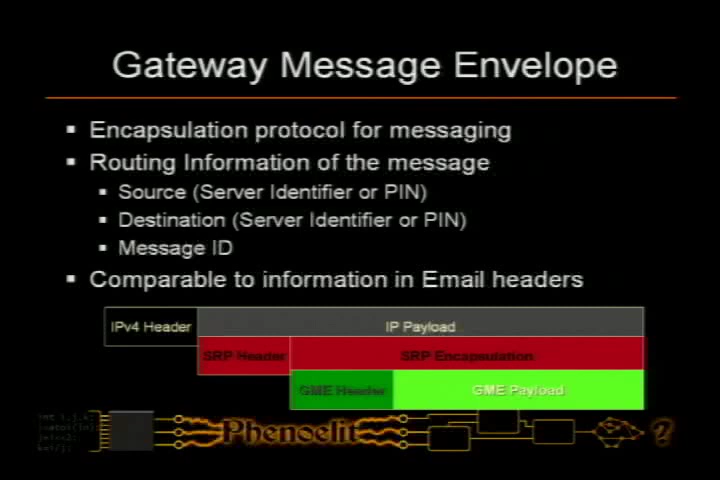 Gateway Message Envelope
Encapsulation protocol for messaging
Routing Information of the message
Source (Server Identifier or PIN)
Destination (Server Identifier or PIN)
Message ID
Comparable to information in Email headers
IPv4 Header IP Payload
SRP Header SRP Encapsulation
GME Header GME Payload
Phenoelit ?